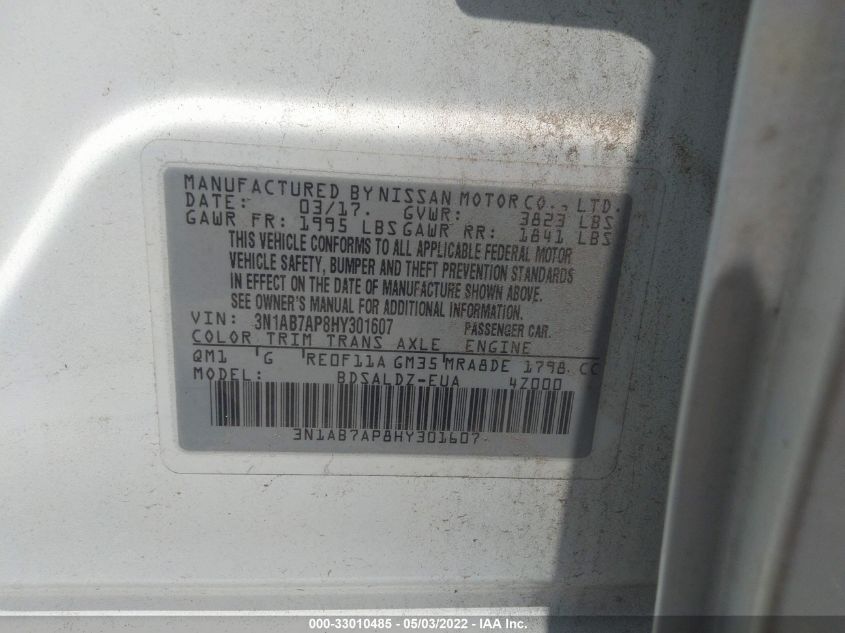 MANUFACTURED BY NISSAN MOTOR CO., LTD.
DATE: 03/17. GVWR: 3823 LBS
GAWR FR: 1995 LBS GAWR RR: 1841 LBS
THIS VEHICLE CONFORMS TO ALL APPLICABLE FEDERAL MOTOR
VEHICLE SAFETY, BUMPER AND THEFT PREVENTION STANDARDS
IN EFFECT ON THE DATE OF MANUFACTURE SHOWN ABOVE.
SEE OWNER'S MANUAL FOR ADDITIONAL INFORMATION.
VIN: 3N1AB7AP8HY301607 PASSENGER CAR.
COLOR TRIM TRANS AXLE ENGINE
QM1 G RE0F11A GM35 MRA8DE 1798 CC
MODEL: BDSALDZ-EUA 4Z000
3N1AB7AP8HY301607
000-33010485 - 05/03/2022 - IAA Inc.